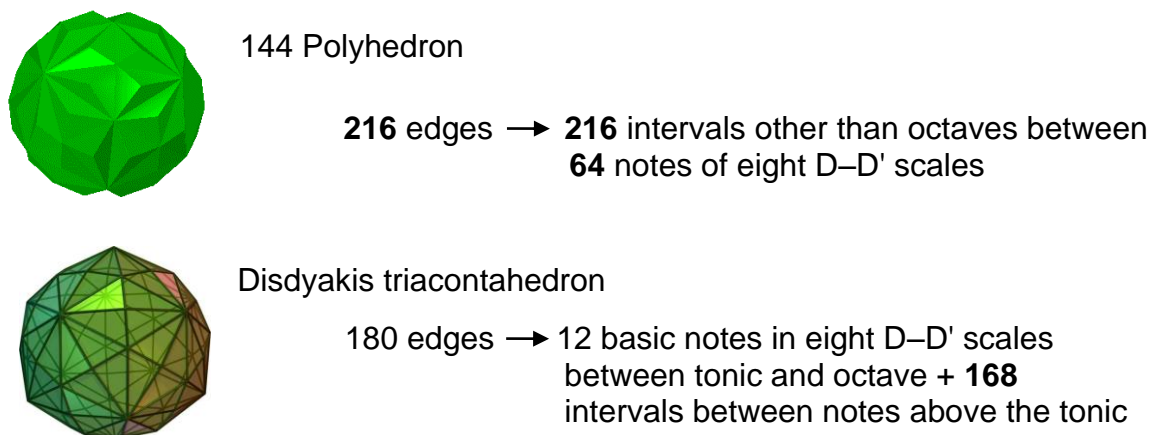 144 Polyhedron
216 edges → 216 intervals other than octaves between
64 notes of eight D–D' scales
Disdyakis triacontahedron
180 edges → 12 basic notes in eight D–D' scales
between tonic and octave + 168
intervals between notes above the tonic